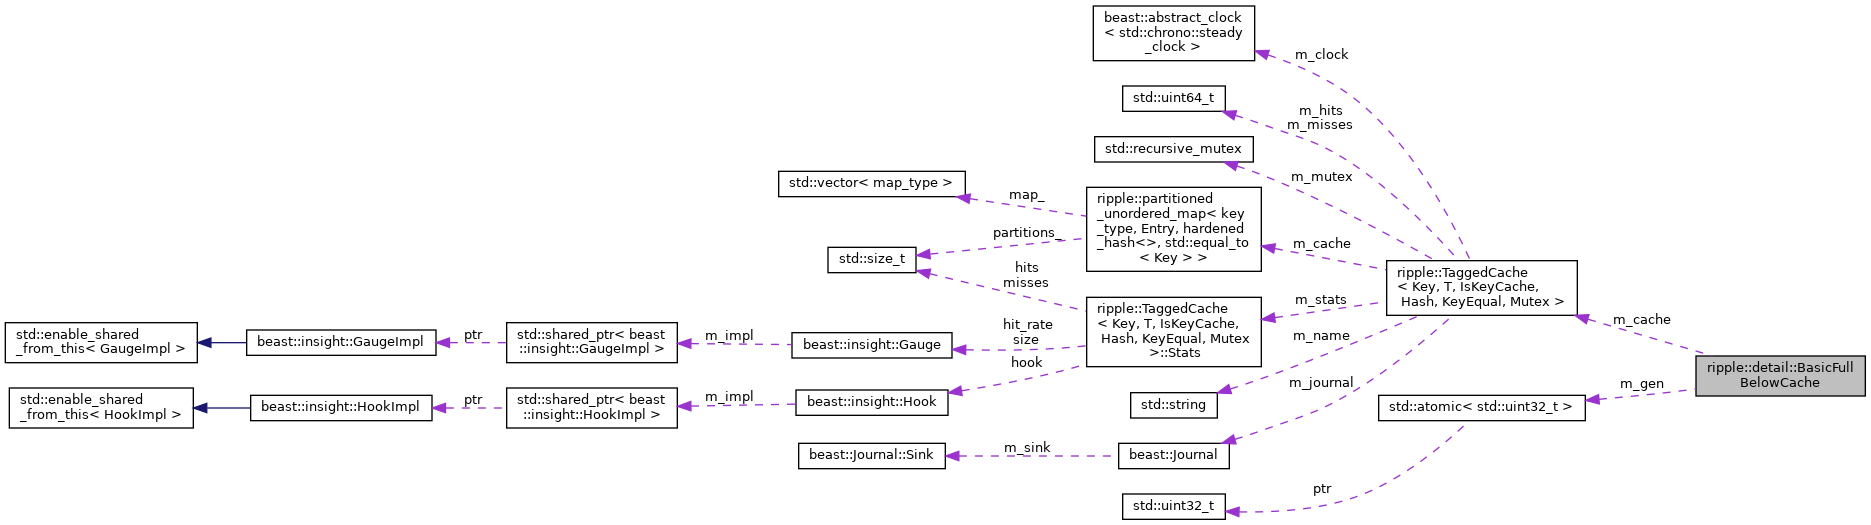 beast::abstract_clock
< std::chrono::steady
_clock >
m_clock
std::uint64_t
m_hits
m_misses
std::recursive_mutex
m_mutex
std::vector< map_type >
map_
ripple::partitioned
_unordered_map< key
_type, Entry, hardened
_hash<>, std::equal_to
< Key > >
partitions_
m_cache
std::size_t
hits
misses
ripple::TaggedCache
< Key, T, IsKeyCache,
Hash, KeyEqual, Mutex >
m_stats
ripple::TaggedCache
< Key, T, IsKeyCache,
Hash, KeyEqual, Mutex
>::Stats
m_cache
std::enable_shared
_from_this< GaugeImpl >
beast::insight::GaugeImpl
ptr
std::shared_ptr< beast
::insight::GaugeImpl >
m_impl
beast::insight::Gauge
hit_rate
size
m_name
hook
ripple::detail::BasicFull
BelowCache
std::enable_shared
_from_this< HookImpl >
beast::insight::HookImpl
ptr
std::shared_ptr< beast
::insight::HookImpl >
m_impl
beast::insight::Hook
m_journal
m_gen
std::string
std::atomic< std::uint32_t >
beast::Journal::Sink
m_sink
beast::Journal
ptr
std::uint32_t